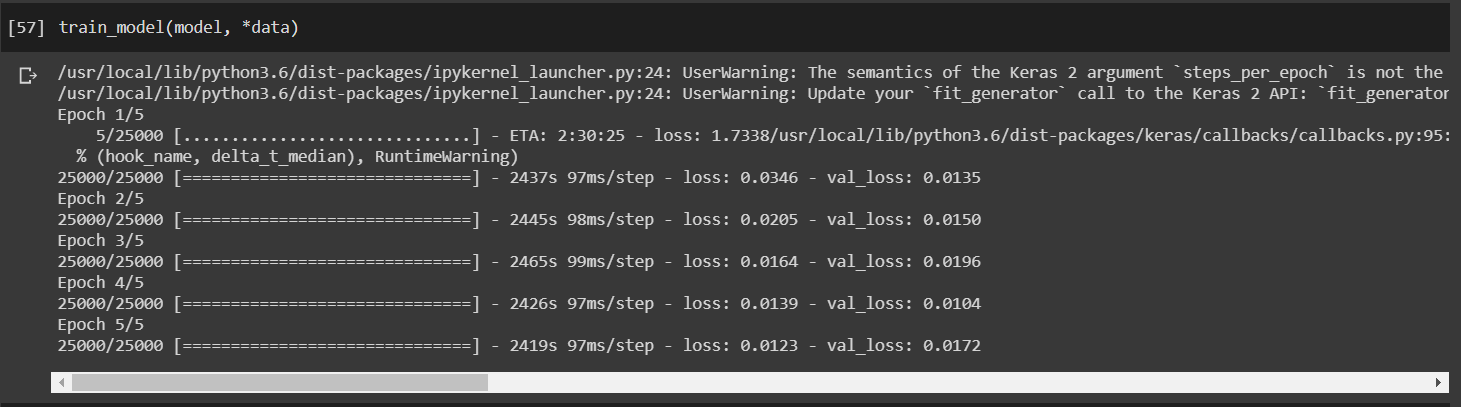 [57] train_model(model, *data)
/usr/local/lib/python3.6/dist-packages/ipykernel_launcher.py:24: UserWarning: The semantics of the Keras 2 argument `steps_per_epoch` is not the
/usr/local/lib/python3.6/dist-packages/ipykernel_launcher.py:24: UserWarning: Update your `fit_generator` call to the Keras 2 API: `fit_generator
Epoch 1/5
    5/25000 [..............................] - ETA: 2:30:25 - loss: 1.7338/usr/local/lib/python3.6/dist-packages/keras/callbacks/callbacks.py:95:
  % (hook_name, delta_t_median), RuntimeWarning)
25000/25000 [==============================] - 2437s 97ms/step - loss: 0.0346 - val_loss: 0.0135
Epoch 2/5
25000/25000 [==============================] - 2445s 98ms/step - loss: 0.0205 - val_loss: 0.0150
Epoch 3/5
25000/25000 [==============================] - 2465s 99ms/step - loss: 0.0164 - val_loss: 0.0196
Epoch 4/5
25000/25000 [==============================] - 2426s 97ms/step - loss: 0.0139 - val_loss: 0.0104
Epoch 5/5
25000/25000 [==============================] - 2419s 97ms/step - loss: 0.0123 - val_loss: 0.0172